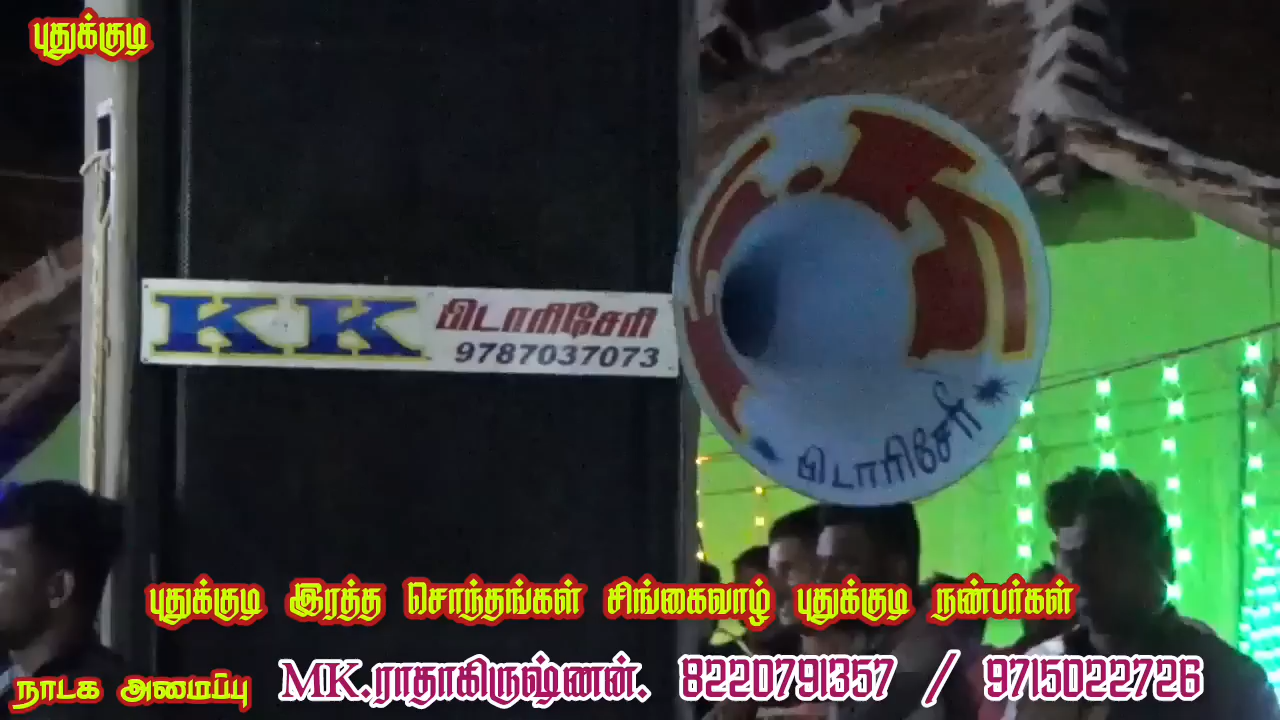 புதுக்குடி
KK பிடாரிசேரி
9787037073
பிடாரிசேரி
புதுக்குடி இரத்த சொந்தங்கள் சிங்கைவாழ் புதுக்குடி நண்பர்கள்
நாடக அமைப்பு MK.ராதாகிருஷ்ணன். 8220791357 / 9715022726